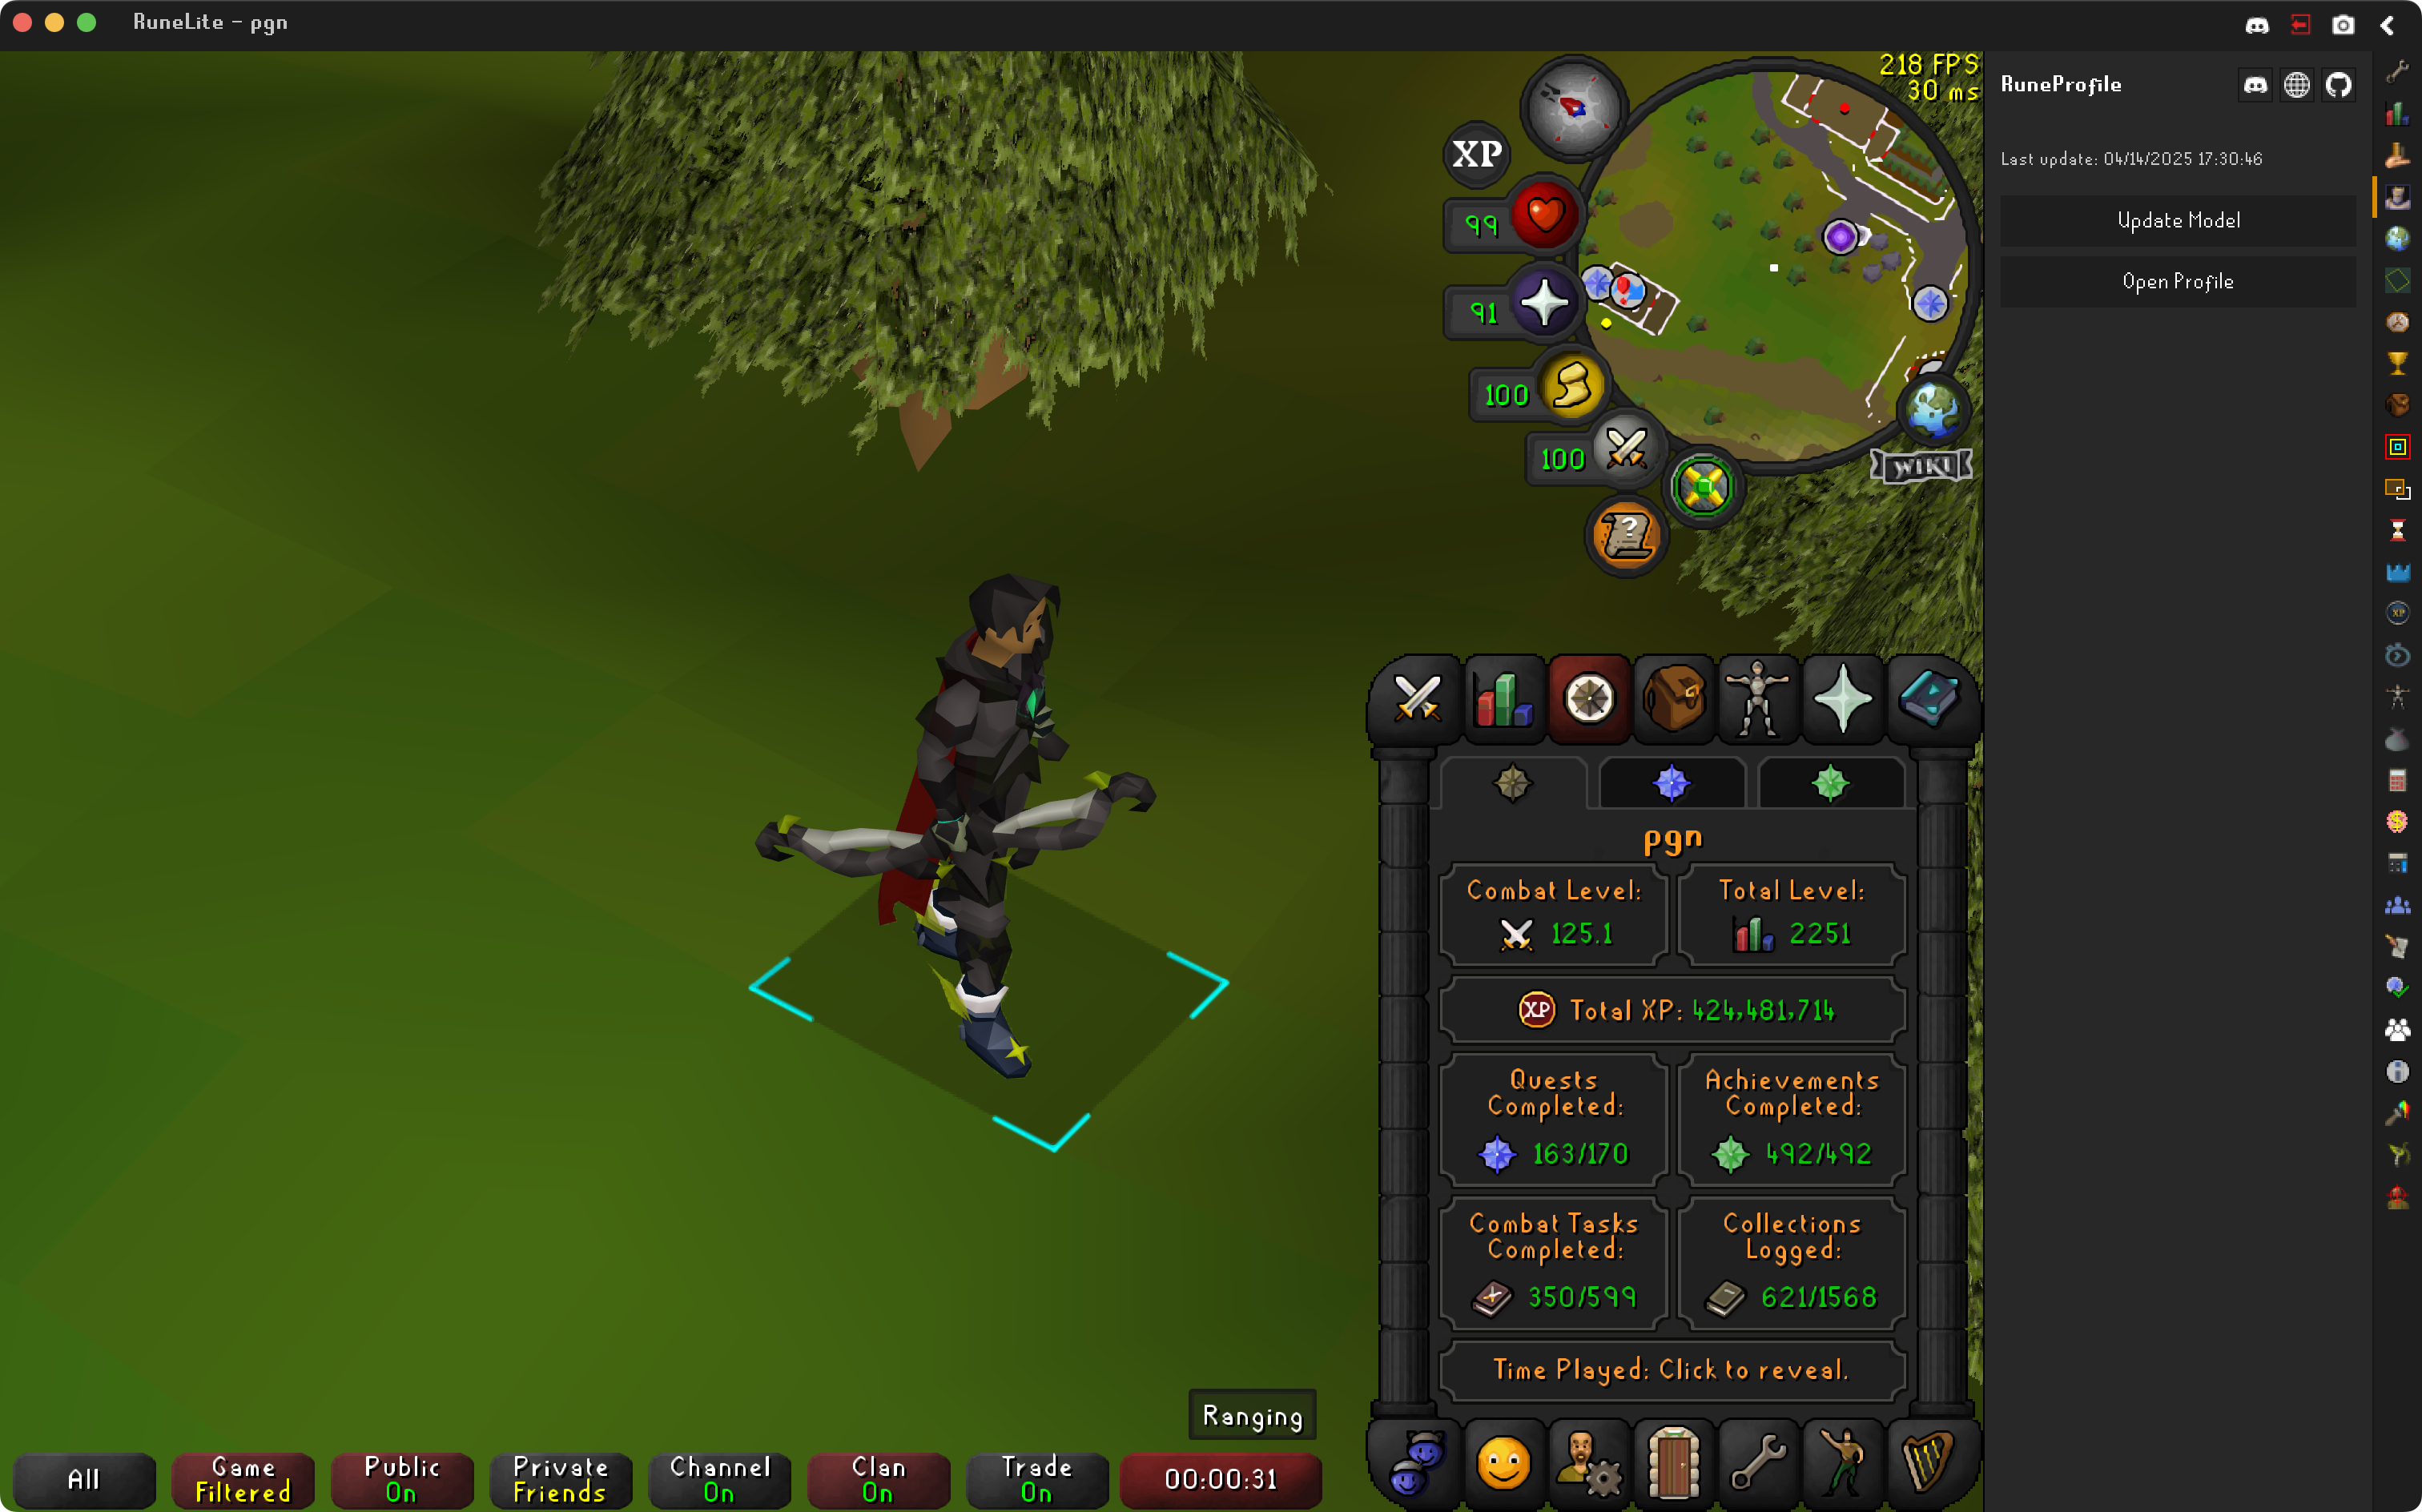 RuneLite - pgn
218 FPS
30 ms
XP
99
91
100
100
WIKI
RuneProfile
Last update: 04/14/2025 17:30:46
Update Model
Open Profile
pgn
Combat Level:
125.1
Total Level:
2251
XP
Total XP: 424,481,714
Quests
Completed:
163/170
Achievements
Completed:
492/492
Combat Tasks
Completed:
350/599
Collections
Logged:
621/1568
Time Played: Click to reveal.
Ranging
All
Game
Filtered
Public
On
Private
Friends
Channel
On
Clan
On
Trade
On
00:00:31
XP